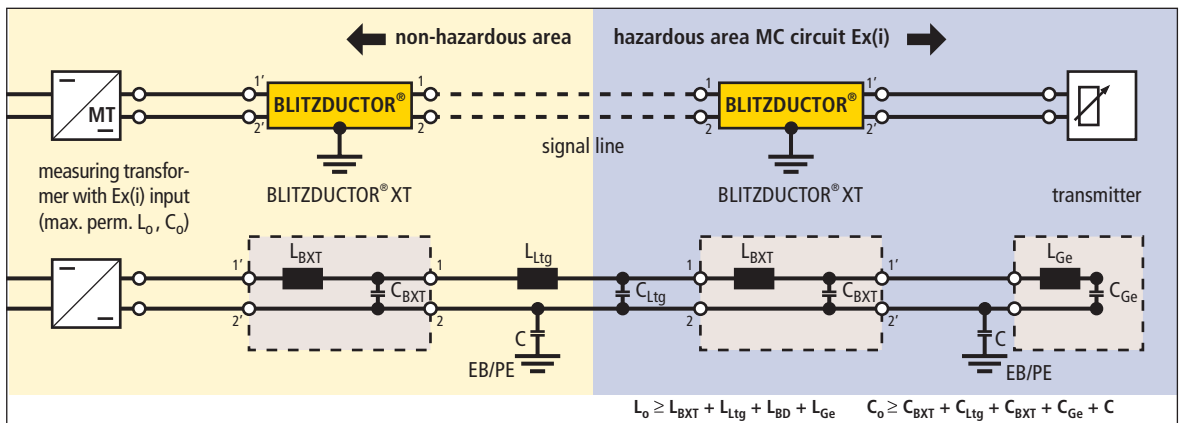 non-hazardous area
hazardous area MC circuit Ex(i)
MT
1’
2’
BLITZDUCTOR®
1
2
signal line
1
2
BLITZDUCTOR®
1’
2’
measuring transfor-
mer with Ex(i) input
(max. perm. Lo, Co)
BLITZDUCTOR® XT
BLITZDUCTOR® XT
transmitter
1’
2’
LBXT
CBXT
1
2
LLtg
CLtg
C
EB/PE
1
2
LBXT
CBXT
1’
2’
C
EB/PE
LGe
CGe
Lo ≥ LBXT + LLtg + LBD + LGe
Co ≥ CBXT + CLtg + CBXT + CGe + C